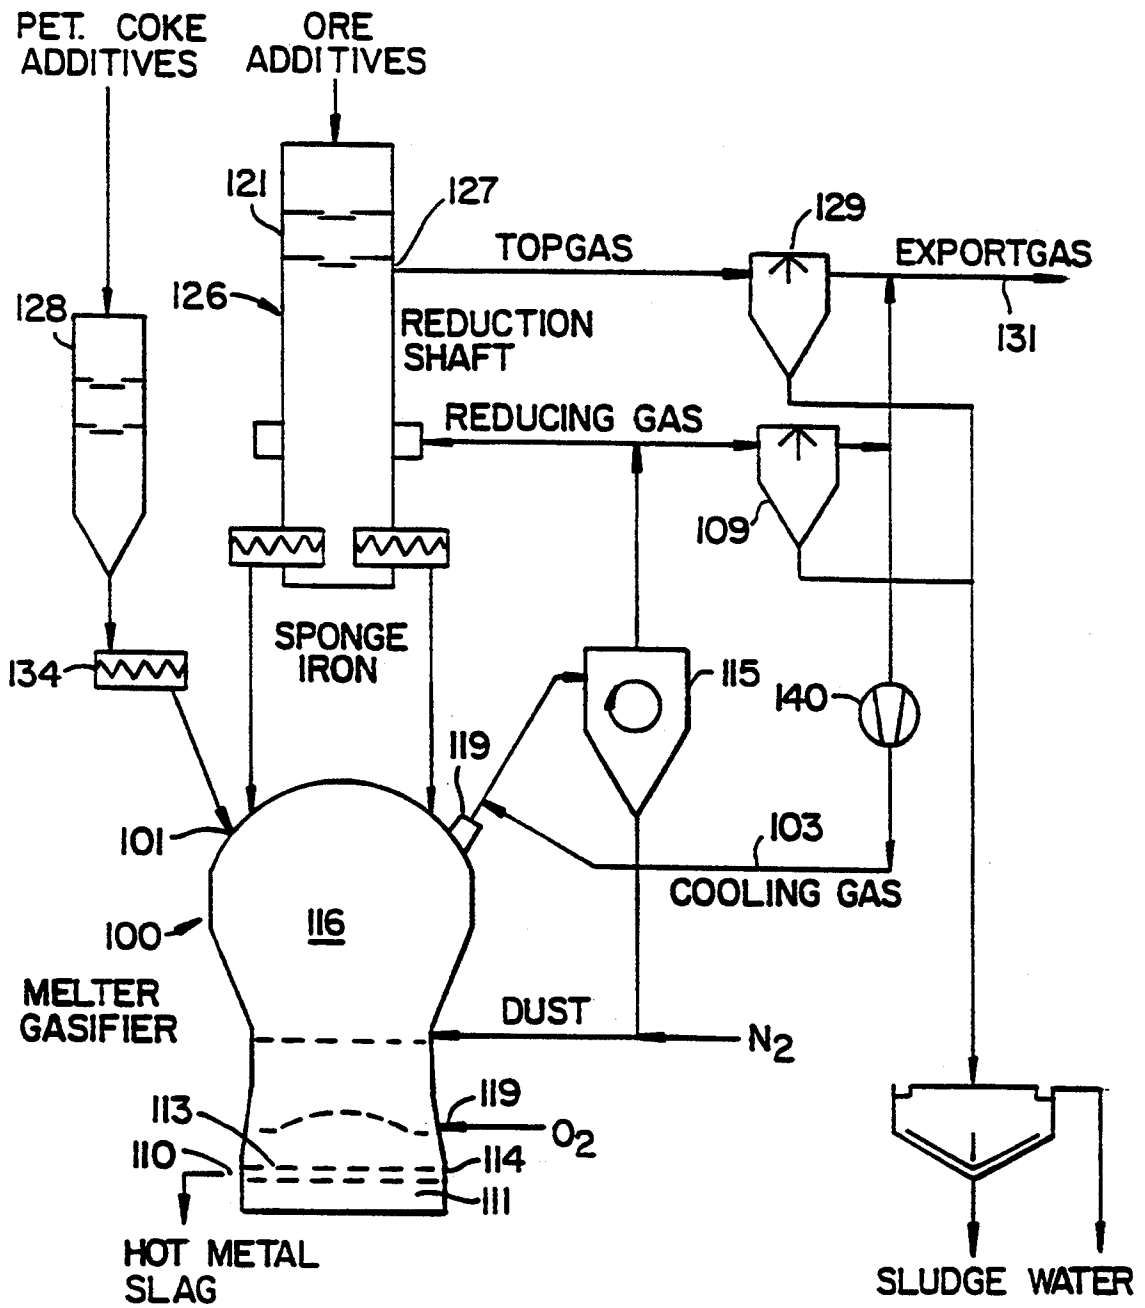 PET. COKE
ADDITIVES
ORE
ADDITIVES
121
127
129
TOPGAS
EXPORTGAS
126
128
131
REDUCTION
SHAFT
REDUCING GAS
109
SPONGE
IRON
134
115
140
119
101
103
COOLING GAS
116
100
MELTER
GASIFIER
DUST
N2
113
119
O2
110
114
111
HOT METAL
SLAG
SLUDGE WATER